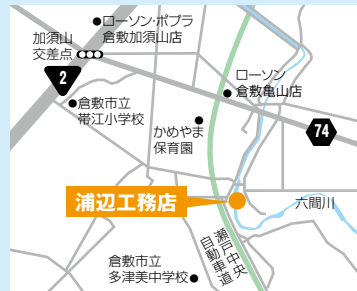 ローソン・ポプラ
倉敷加須山店
加須山
交差点
2
倉敷市立
帯江小学校
ローソン
倉敷亀山店
かめやま
保育園
74
浦辺工務店
六間川
瀬戸中央
自動車道
倉敷市立
多津美中学校